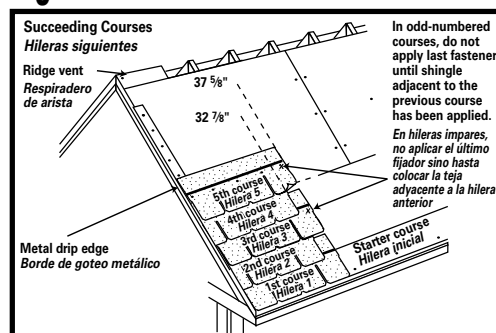 Succeeding Courses
Hileras siguientes
Ridge vent
Respiradero
de arista
37 5/8"
32 7/8"
In odd-numbered
courses, do not
apply last fastener
until shingle
adjacent to the
previous course
has been applied.
En hileras impares,
no aplicar el último
fijador sino hasta
colocar la teja
adyacente a la hilera
anterior
5th course
Hilera 5
4th course
Hilera 4
3rd course
Hilera 3
2nd course
Hilera 2
1st course
Hilera 1
Starter course
Hilera inicial
Metal drip edge
Borde de goteo metálico